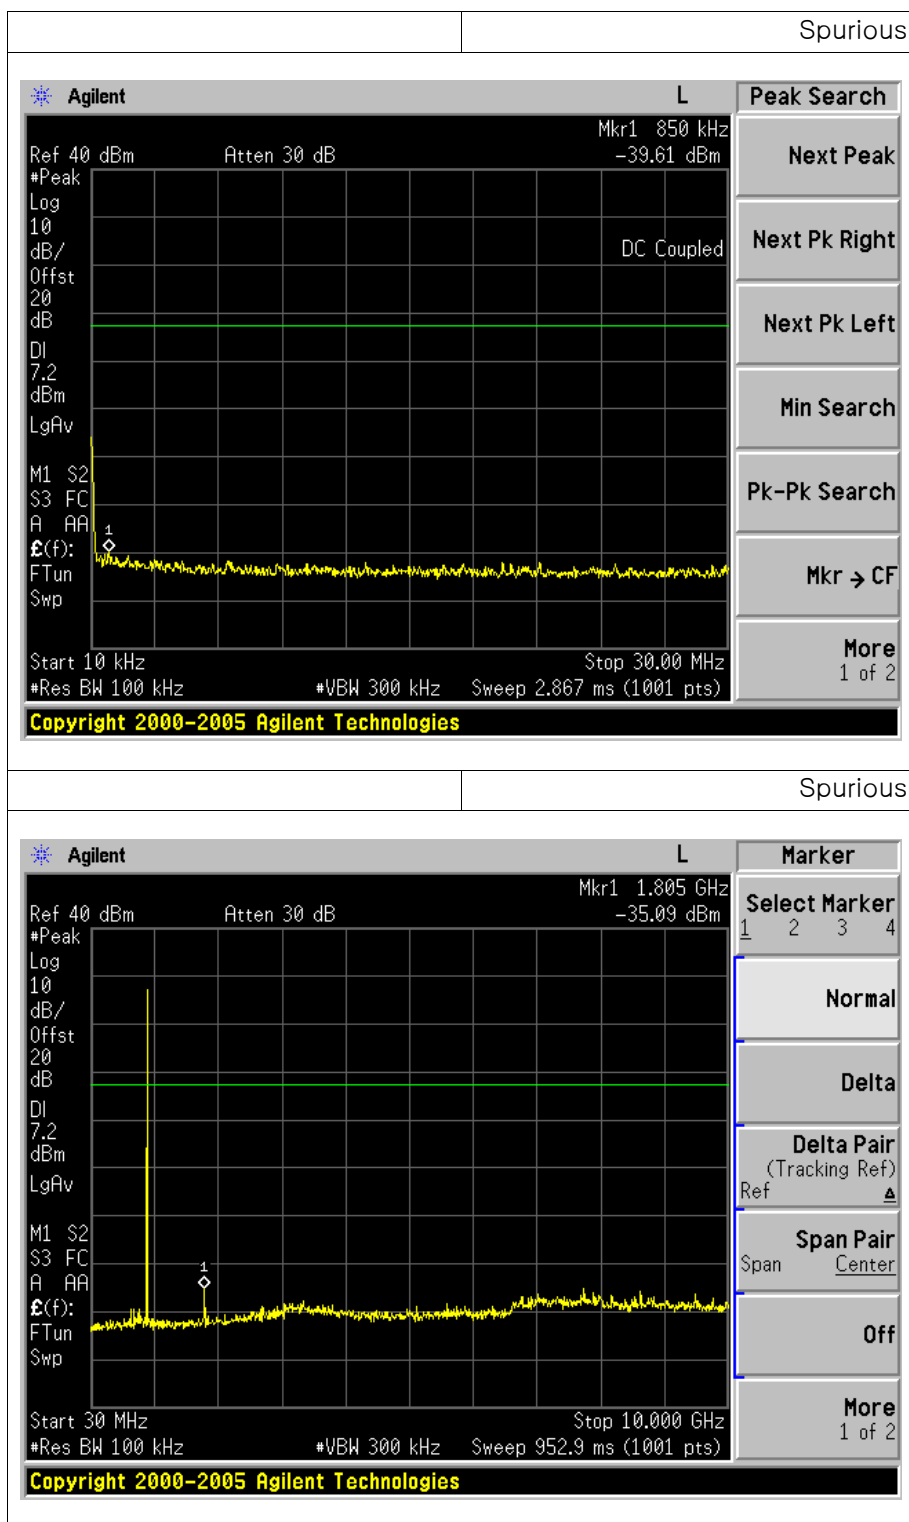 Spurious
Agilent L Peak Search
Mkr1 850 kHz
Ref 40 dBm Atten 30 dB -39.61 dBm
#Peak
Log
10
dB/
Offst
20
dB
DI
7.2
dBm
LgAv
M1 S2
S3 FC
A AA
£(f):
FTun
Swp
DC Coupled
1
Start 10 kHz Stop 30.00 MHz
#Res BW 100 kHz #VBW 300 kHz Sweep 2.867 ms (1001 pts)
Next Peak
Next Pk Right
Next Pk Left
Min Search
Pk-Pk Search
Mkr → CF
More
1 of 2
Copyright 2000-2005 Agilent Technologies
Spurious
Agilent L Marker
Mkr1 1.805 GHz
Ref 40 dBm Atten 30 dB -35.09 dBm
#Peak
Log
10
dB/
Offst
20
dB
DI
7.2
dBm
LgAv
M1 S2
S3 FC
A AA
£(f):
FTun
Swp
1
Start 30 MHz Stop 10.000 GHz
#Res BW 100 kHz #VBW 300 kHz Sweep 952.9 ms (1001 pts)
Select Marker
1 2 3 4
Normal
Delta
Delta Pair
(Tracking Ref)
Ref Δ
Span Pair
Span Center
Off
More
1 of 2
Copyright 2000-2005 Agilent Technologies